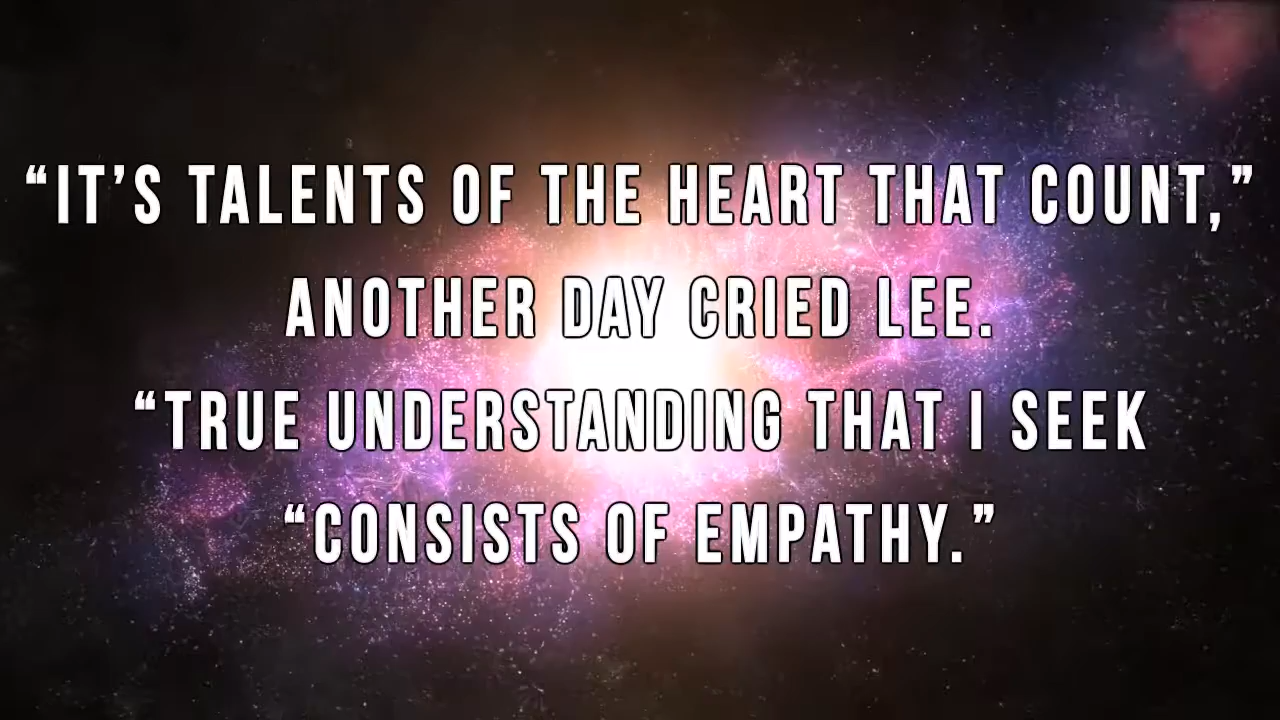 “IT’S TALENTS OF THE HEART THAT COUNT,”
ANOTHER DAY CRIED LEE.
“TRUE UNDERSTANDING THAT I SEEK
“CONSISTS OF EMPATHY.”